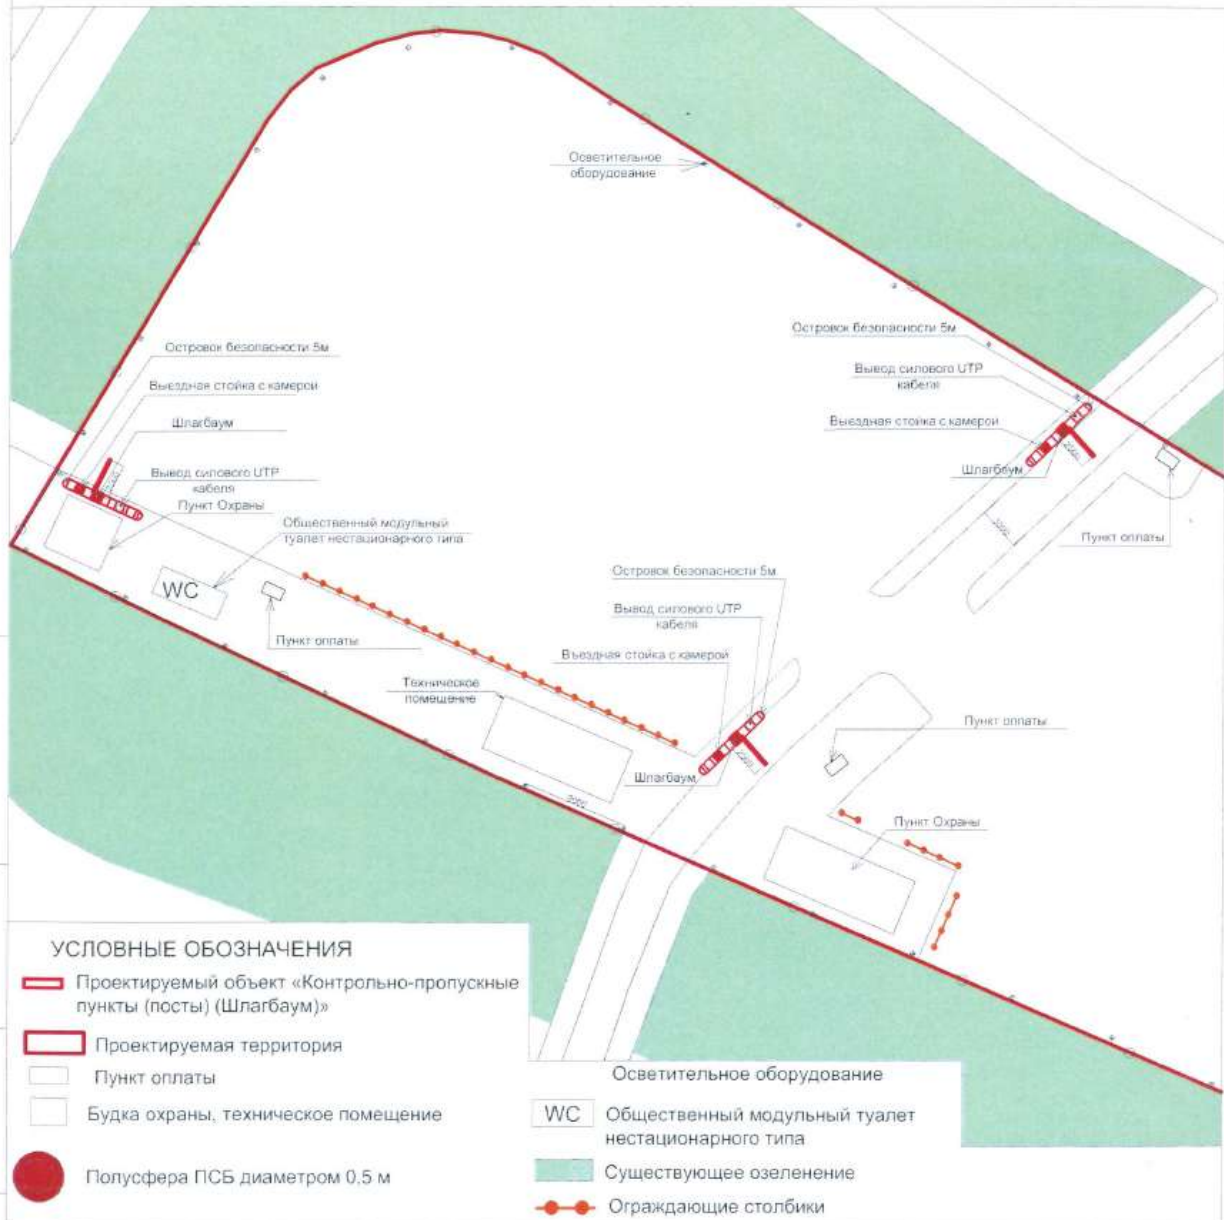 Осветительное
оборудование
Островок безопасности 5м
Вывод силового UTP
кабеля
Выездная стойка с камерой
Шлагбаум
Пункт оплаты
Островок безопасности 5м
Выездная стойка с камерой
Шлагбаум
Вывод силового UTP
кабеля
Пункт Охраны
Общественный модульный
туалет нестационарного типа
WC
Пункт оплаты
Островок безопасности 5м
Вывод силового UTP
кабеля
Въездная стойка с камерой
Техническое
помещение
Шлагбаум
Пункт оплаты
Пункт Охраны
УСЛОВНЫЕ ОБОЗНАЧЕНИЯ
Проектируемый объект «Контрольно-пропускные
пункты (посты) (Шлагбаум)»
Проектируемая территория
Пункт оплаты
Будка охраны, техническое помещение
Полусфера ПСБ диаметром 0.5 м
Осветительное оборудование
WC
Общественный модульный туалет
нестационарного типа
Существующее озеленение
Ограждающие столбики